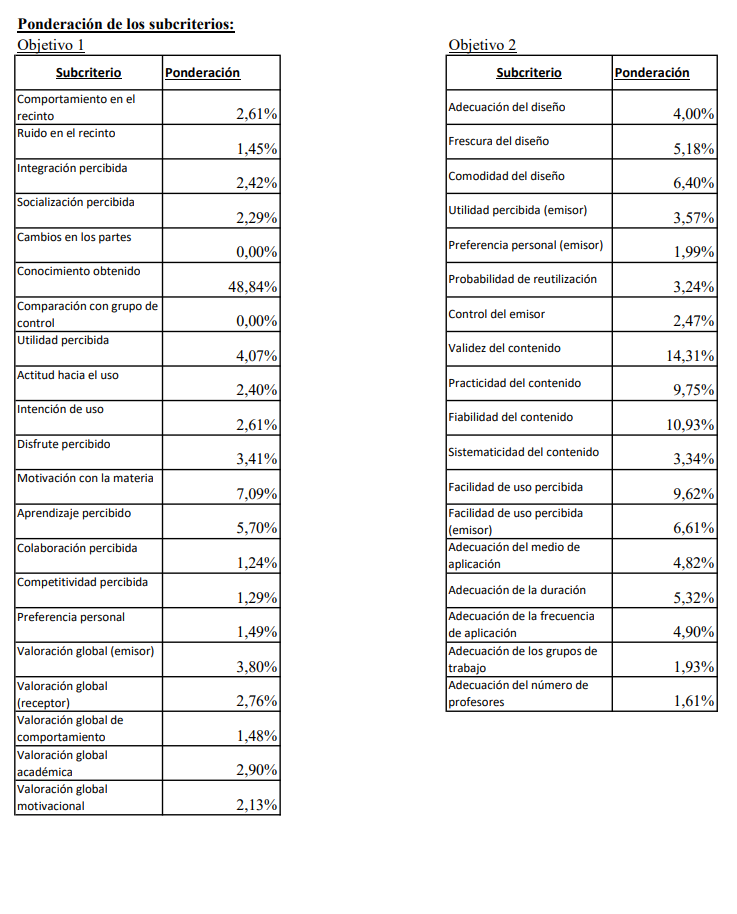 Ponderación de los subcriterios:
Objetivo 1
Subcriterio Ponderación
Comportamiento en el
recinto 2,61%
Ruido en el recinto
1,45%
Integración percibida
2,42%
Socialización percibida
2,29%
Cambios en los partes
0,00%
Conocimiento obtenido
48,84%
Comparación con grupo de
control 0,00%
Utilidad percibida
4,07%
Actitud hacia el uso
2,40%
Intención de uso
2,61%
Disfrute percibido
3,41%
Motivación con la materia
7,09%
Aprendizaje percibido
5,70%
Colaboración percibida
1,24%
Competitividad percibida
1,29%
Preferencia personal
1,49%
Valoración global (emisor)
3,80%
Valoración global
(receptor) 2,76%
Valoración global de
comportamiento 1,48%
Valoración global
académica 2,90%
Valoración global
motivacional 2,13%
Objetivo 2
Subcriterio Ponderación
Adecuación del diseño
4,00%
Frescura del diseño
5,18%
Comodidad del diseño
6,40%
Utilidad percibida (emisor)
3,57%
Preferencia personal (emisor)
1,99%
Probabilidad de reutilización
3,24%
Control del emisor
2,47%
Validez del contenido
14,31%
Practicidad del contenido
9,75%
Fiabilidad del contenido
10,93%
Sistematicidad del contenido
3,34%
Facilidad de uso percibida
9,62%
Facilidad de uso percibida
(emisor) 6,61%
Adecuación del medio de
aplicación 4,82%
Adecuación de la duración
5,32%
Adecuación de la frecuencia
de aplicación 4,90%
Adecuación de los grupos de
trabajo 1,93%
Adecuación del número de
profesores 1,61%